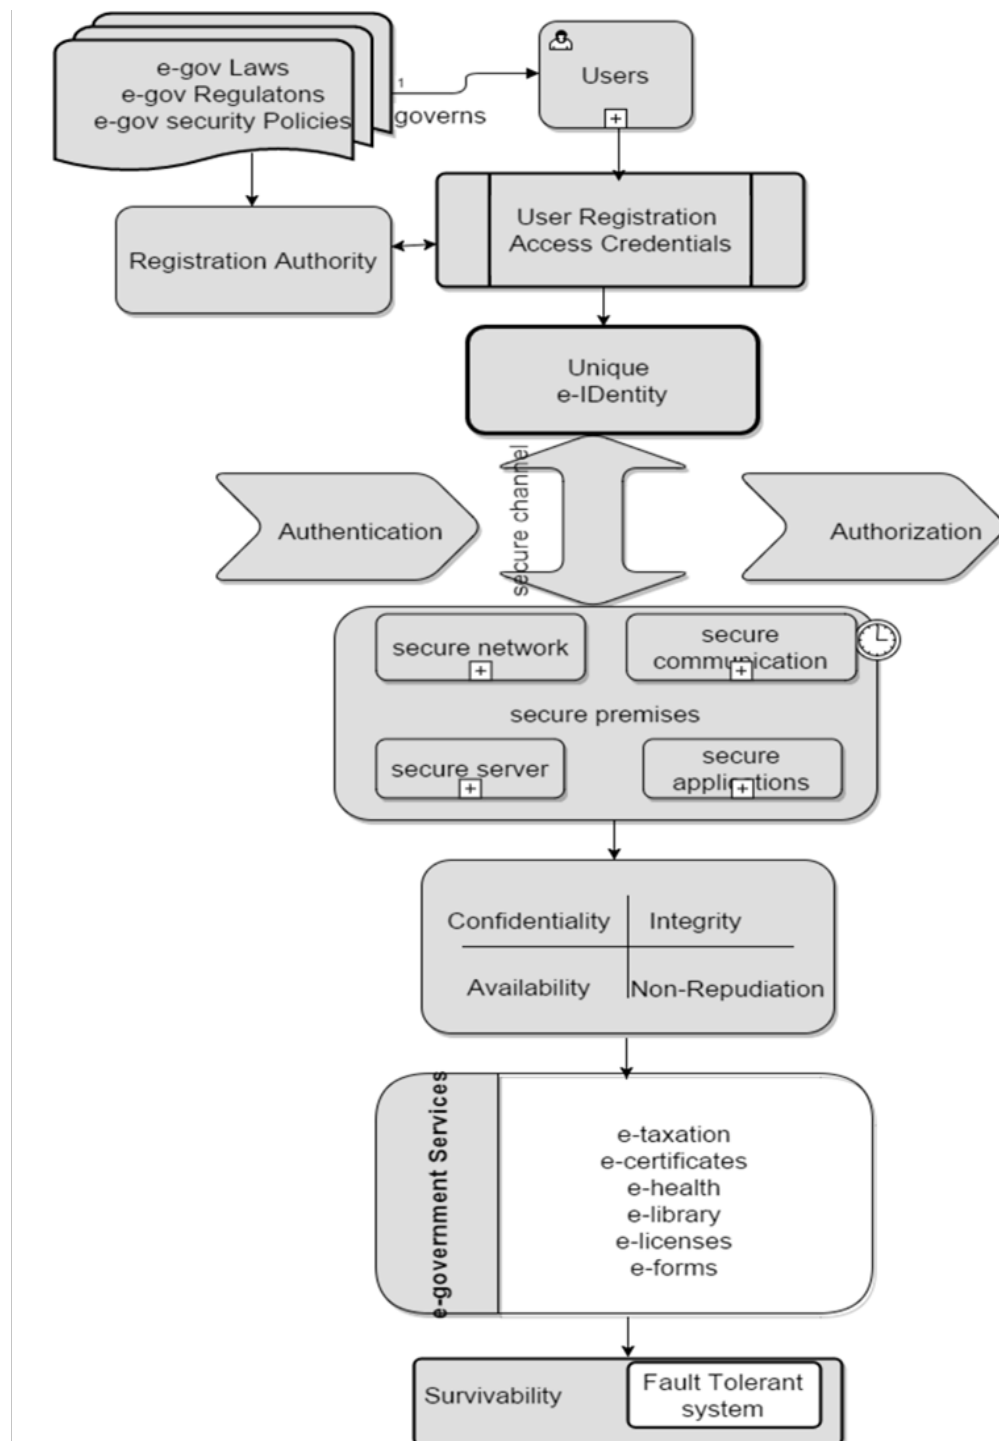 e-gov Laws
e-gov Regulatons
e-gov security Policies
1
governs
Users
Registration Authority
User Registration
Access Credentials
Unique
e-IDentity
secure channel
Authentication
Authorization
secure network
secure
communication
secure premises
secure server
secure
applications
Confidentiality
Integrity
Availability
Non-Repudiation
e-government Services
e-taxation
e-certificates
e-health
e-library
e-licenses
e-forms
Survivability
Fault Tolerant
system